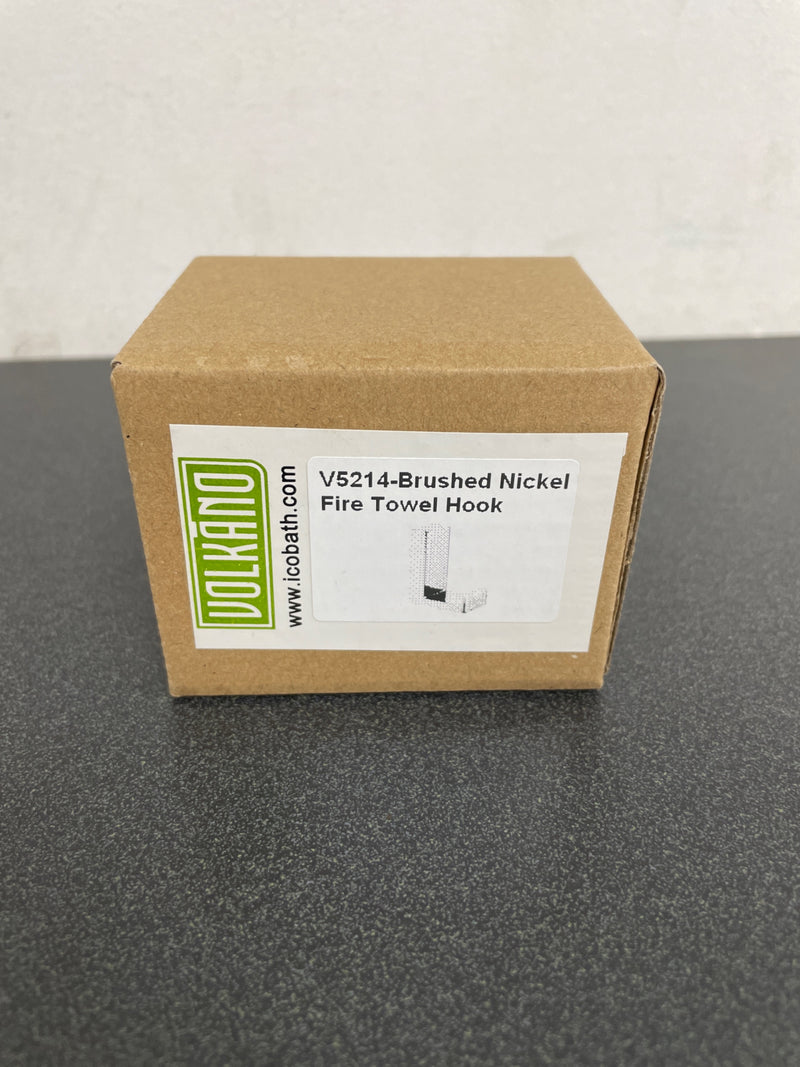 VOLKANO
www.icobath.com
V5214-Brushed Nickel
Fire Towel Hook